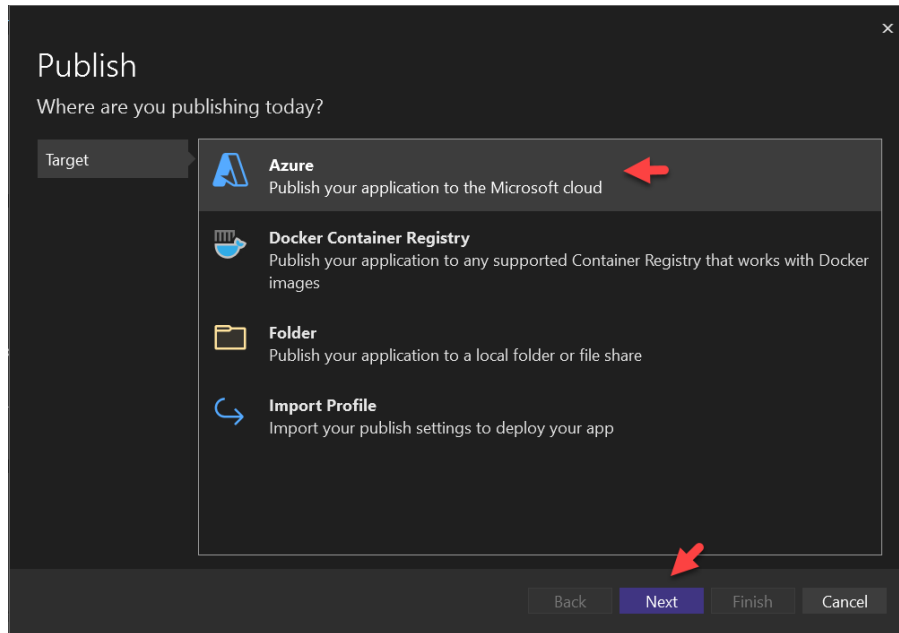 Publish
Where are you publishing today?
Target
Azure
Publish your application to the Microsoft cloud
Docker Container Registry
Publish your application to any supported Container Registry that works with Docker
images
Folder
Publish your application to a local folder or file share
Import Profile
Import your publish settings to deploy your app
Back
Next
Finish
Cancel